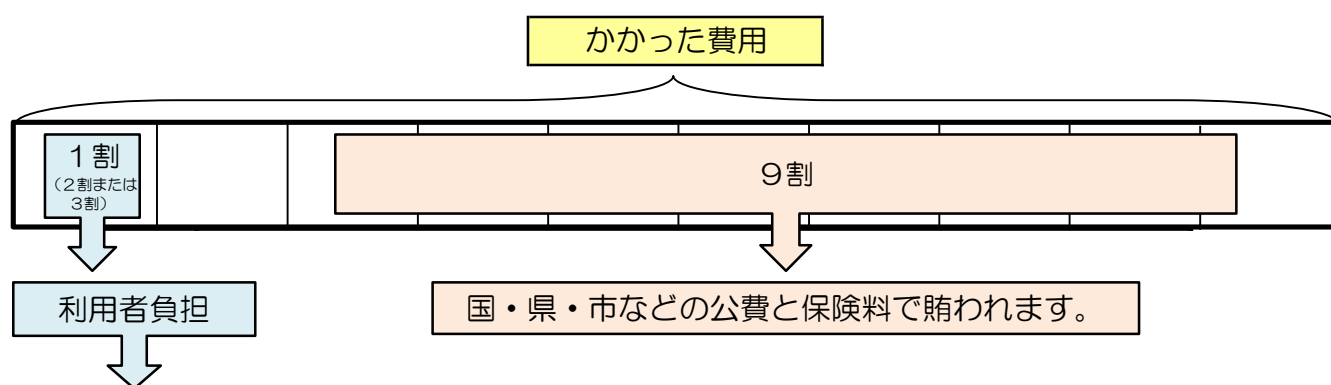 かかった費用
１割
（２割または
３割）
９割
利用者負担
国・県・市などの公費と保険料で賄われます。